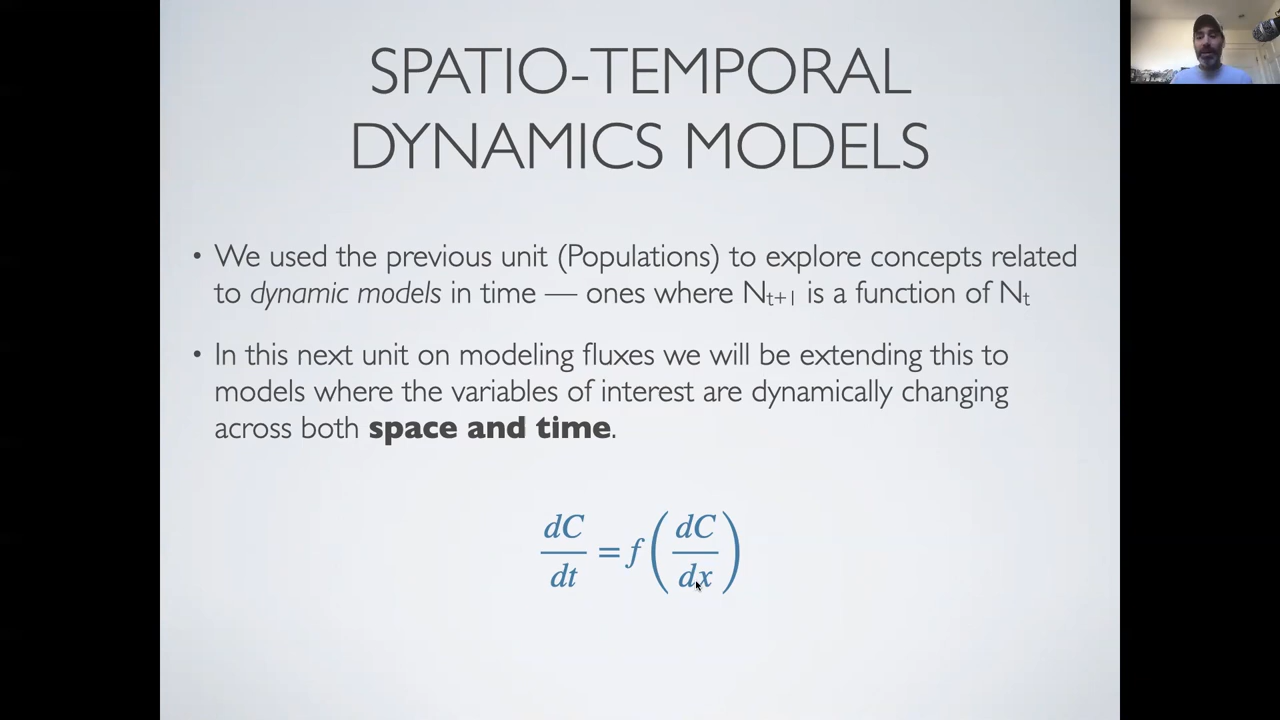 SPATIO-TEMPORAL
DYNAMICS MODELS
• We used the previous unit (Populations) to explore concepts related
to dynamic models in time — ones where Nₜ₊₁ is a function of Nₜ
• In this next unit on modeling fluxes we will be extending this to
models where the variables of interest are dynamically changing
across both space and time.
dC/dt = f(dC/dx)